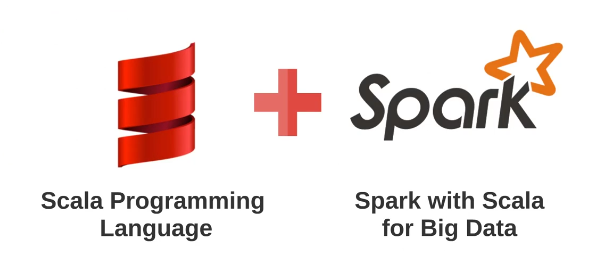 Spark
Scala Programming
Language
Spark with Scala
for Big Data